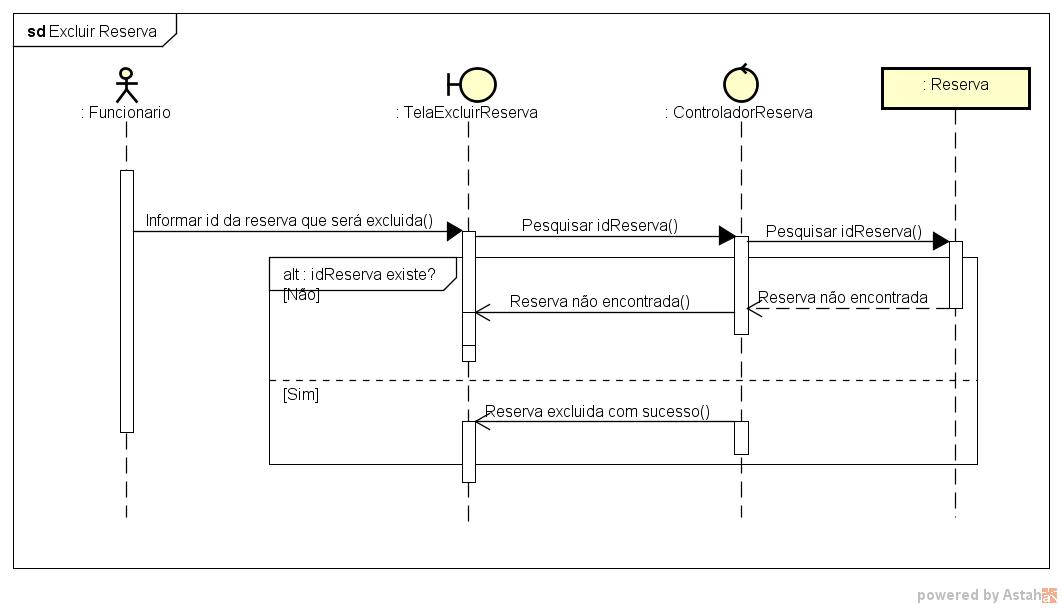 sd Excluir Reserva
: Funcionario
: TelaExcluirReserva
: ControladorReserva
: Reserva
Informar id da reserva que será excluida()
Pesquisar idReserva()
Pesquisar idReserva()
alt : idReserva existe?
[Não]
Reserva não encontrada()
Reserva não encontrada
[Sim]
Reserva excluida com sucesso()
powered by Astah